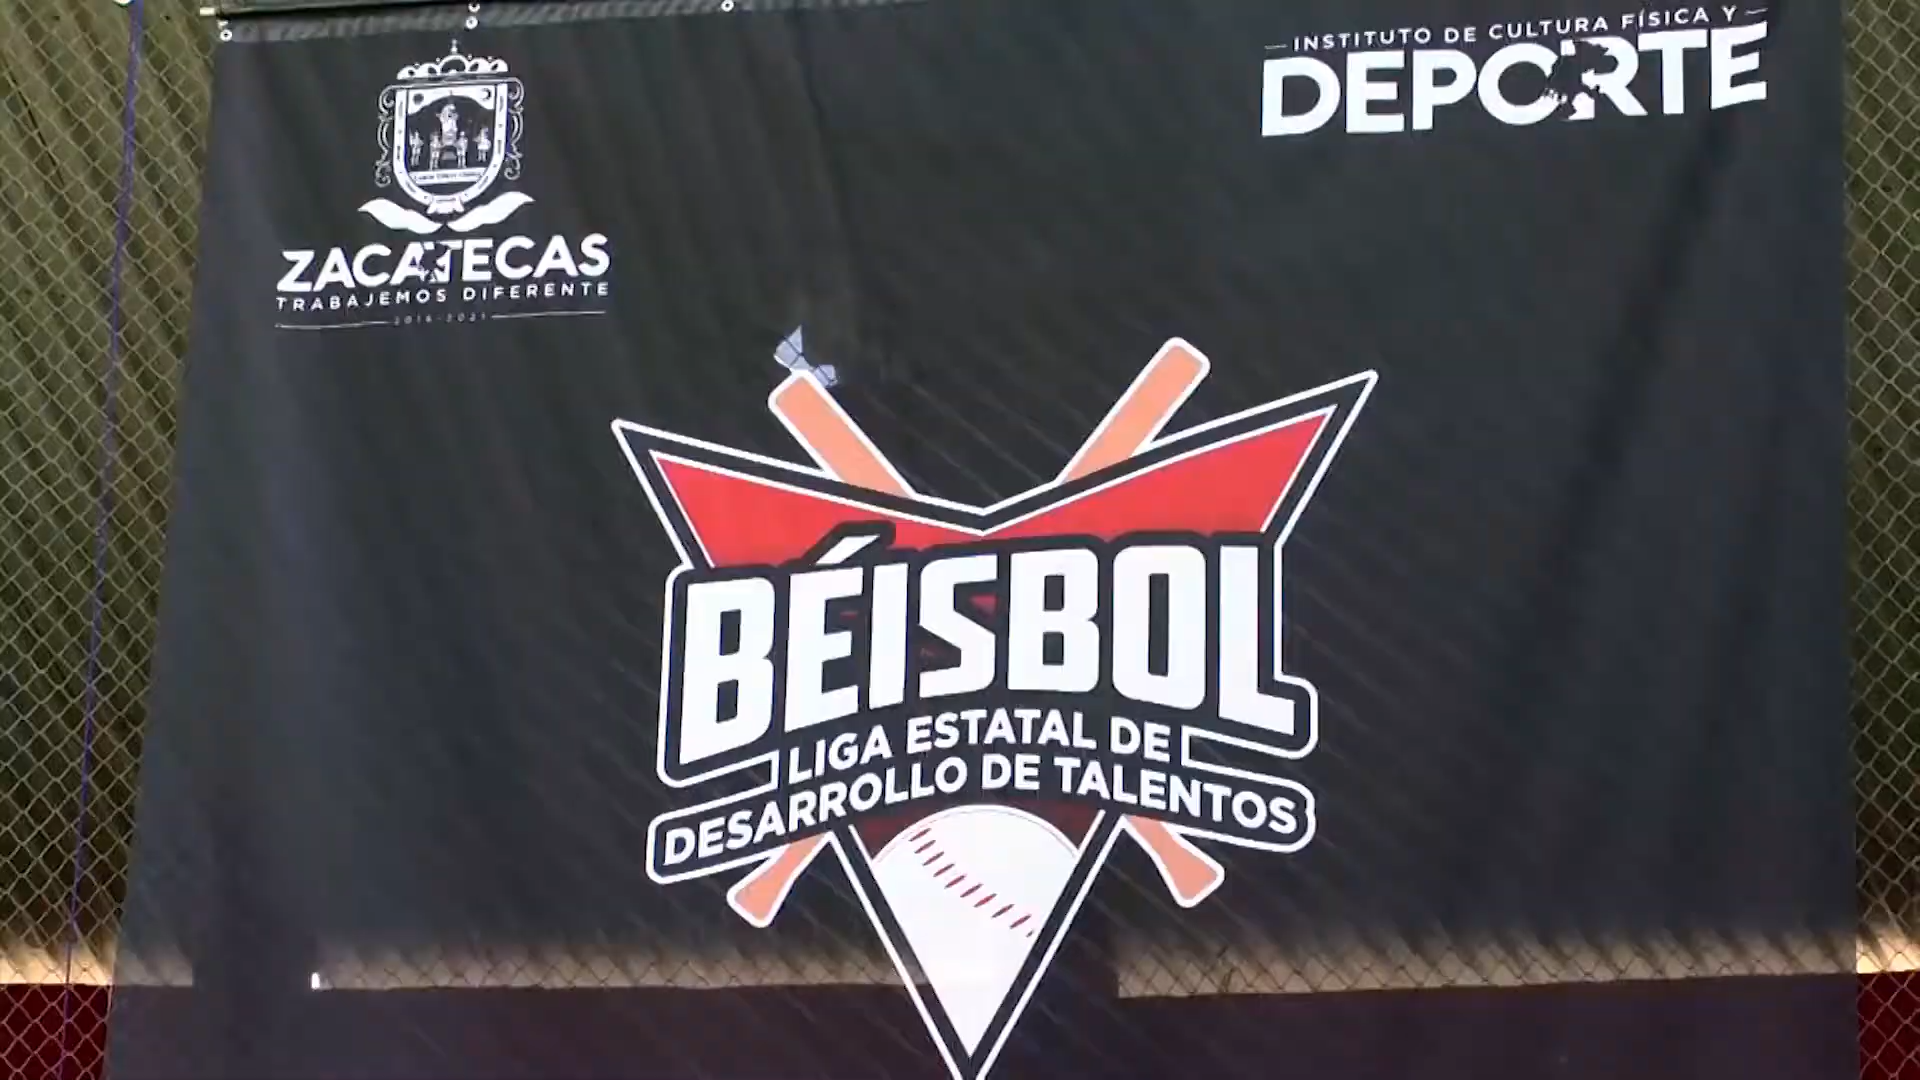 INSTITUTO DE CULTURA FÍSICA Y
DEPORTE
ZACATECAS
TRABAJEMOS DIFERENTE
2016-2021
BÉISBOL
LIGA ESTATAL DE
DESARROLLO DE TALENTOS